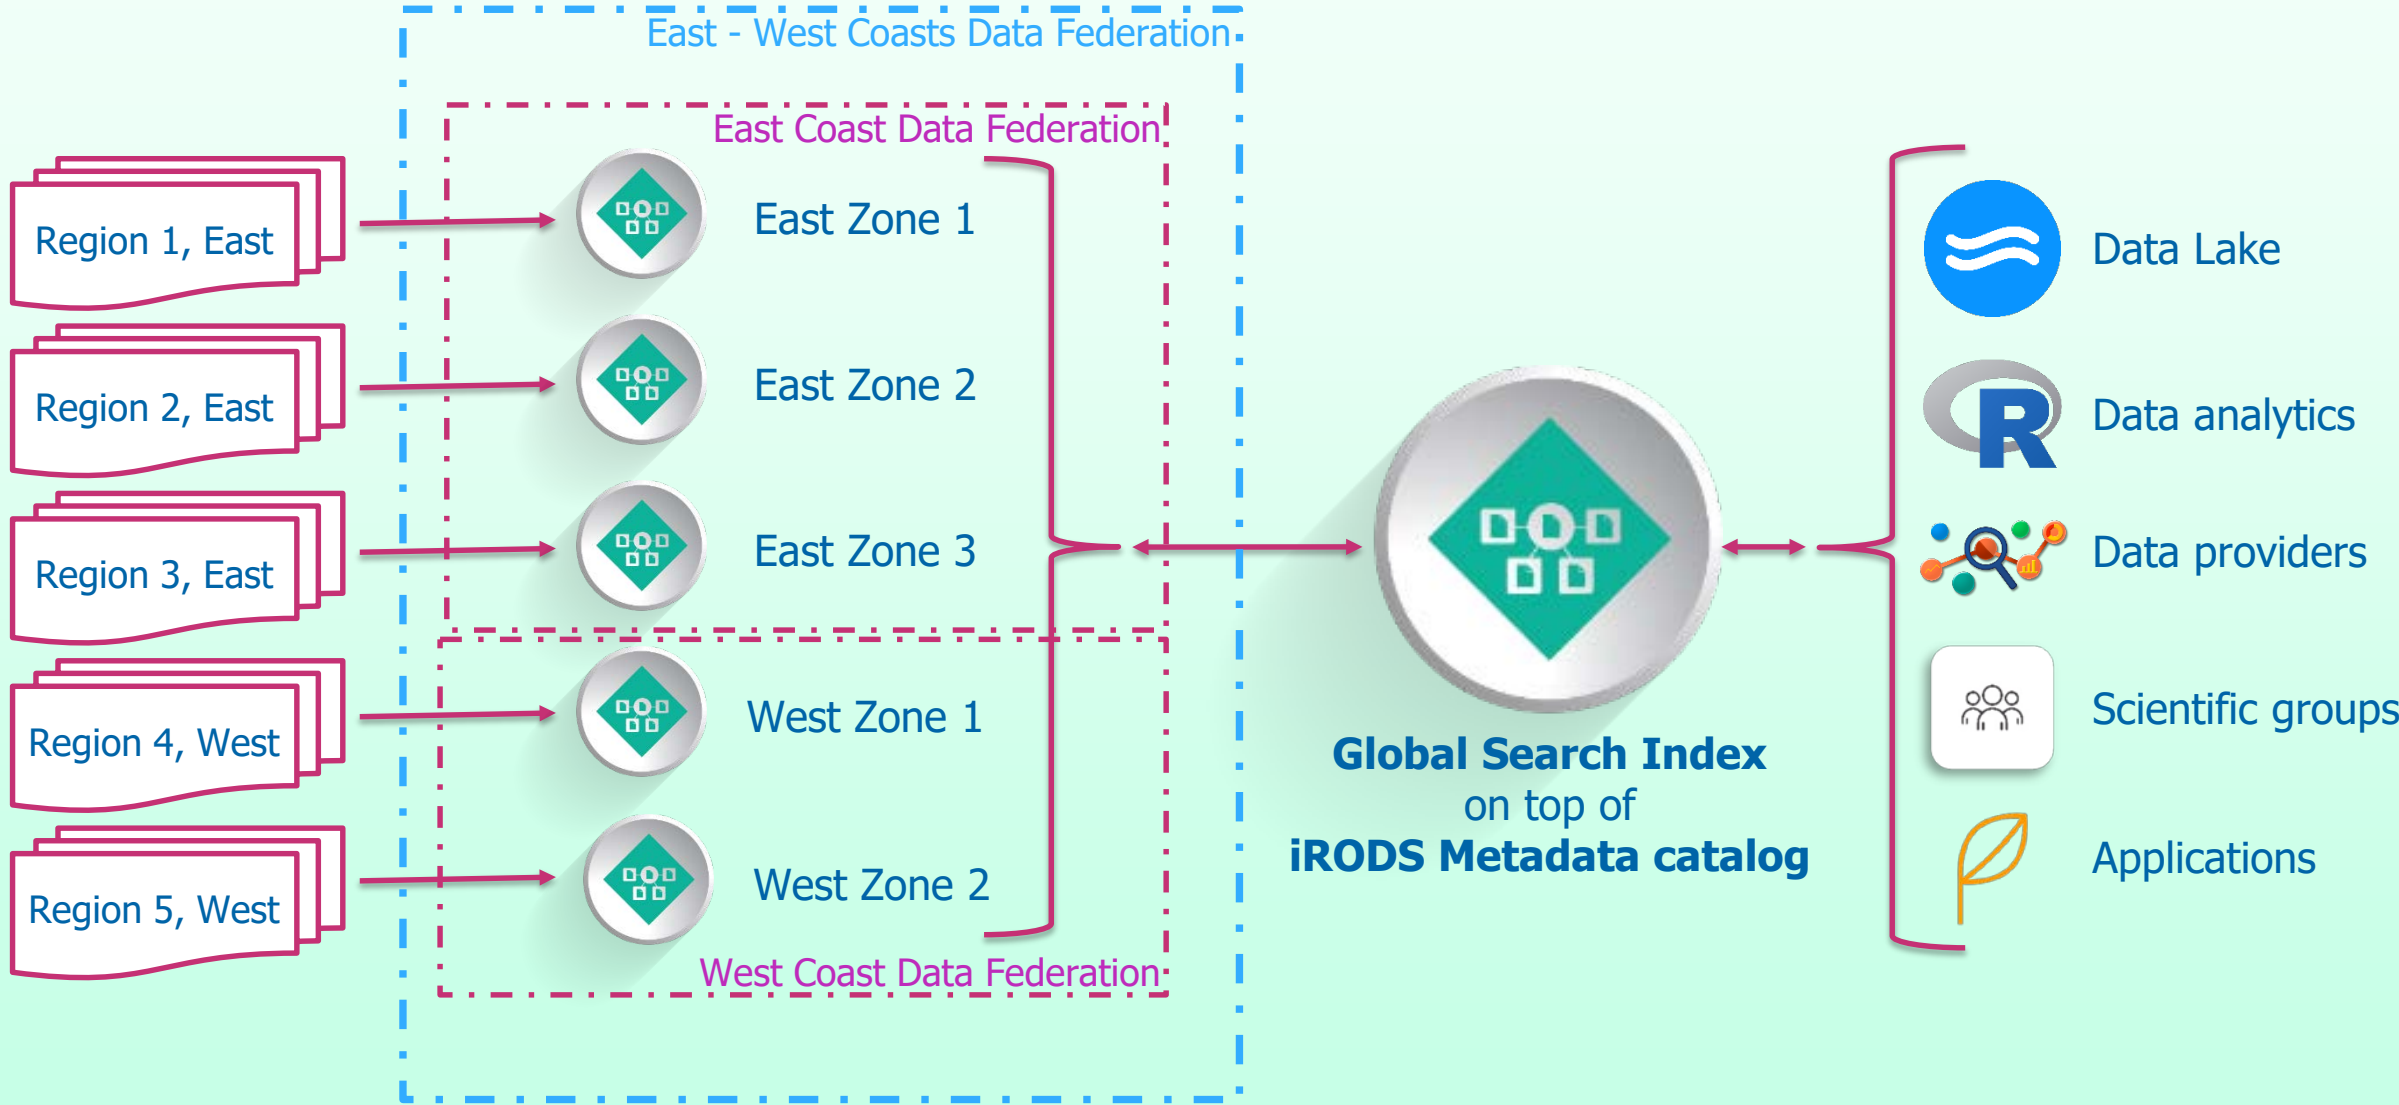 East - West Coasts Data Federation
East Coast Data Federation
Region 1, East
East Zone 1
Region 2, East
East Zone 2
Region 3, East
East Zone 3
Region 4, West
West Zone 1
Region 5, West
West Zone 2
West Coast Data Federation
Global Search Index
on top of
iRODS Metadata catalog
Data Lake
R
Data analytics
Data providers
Scientific groups
Applications